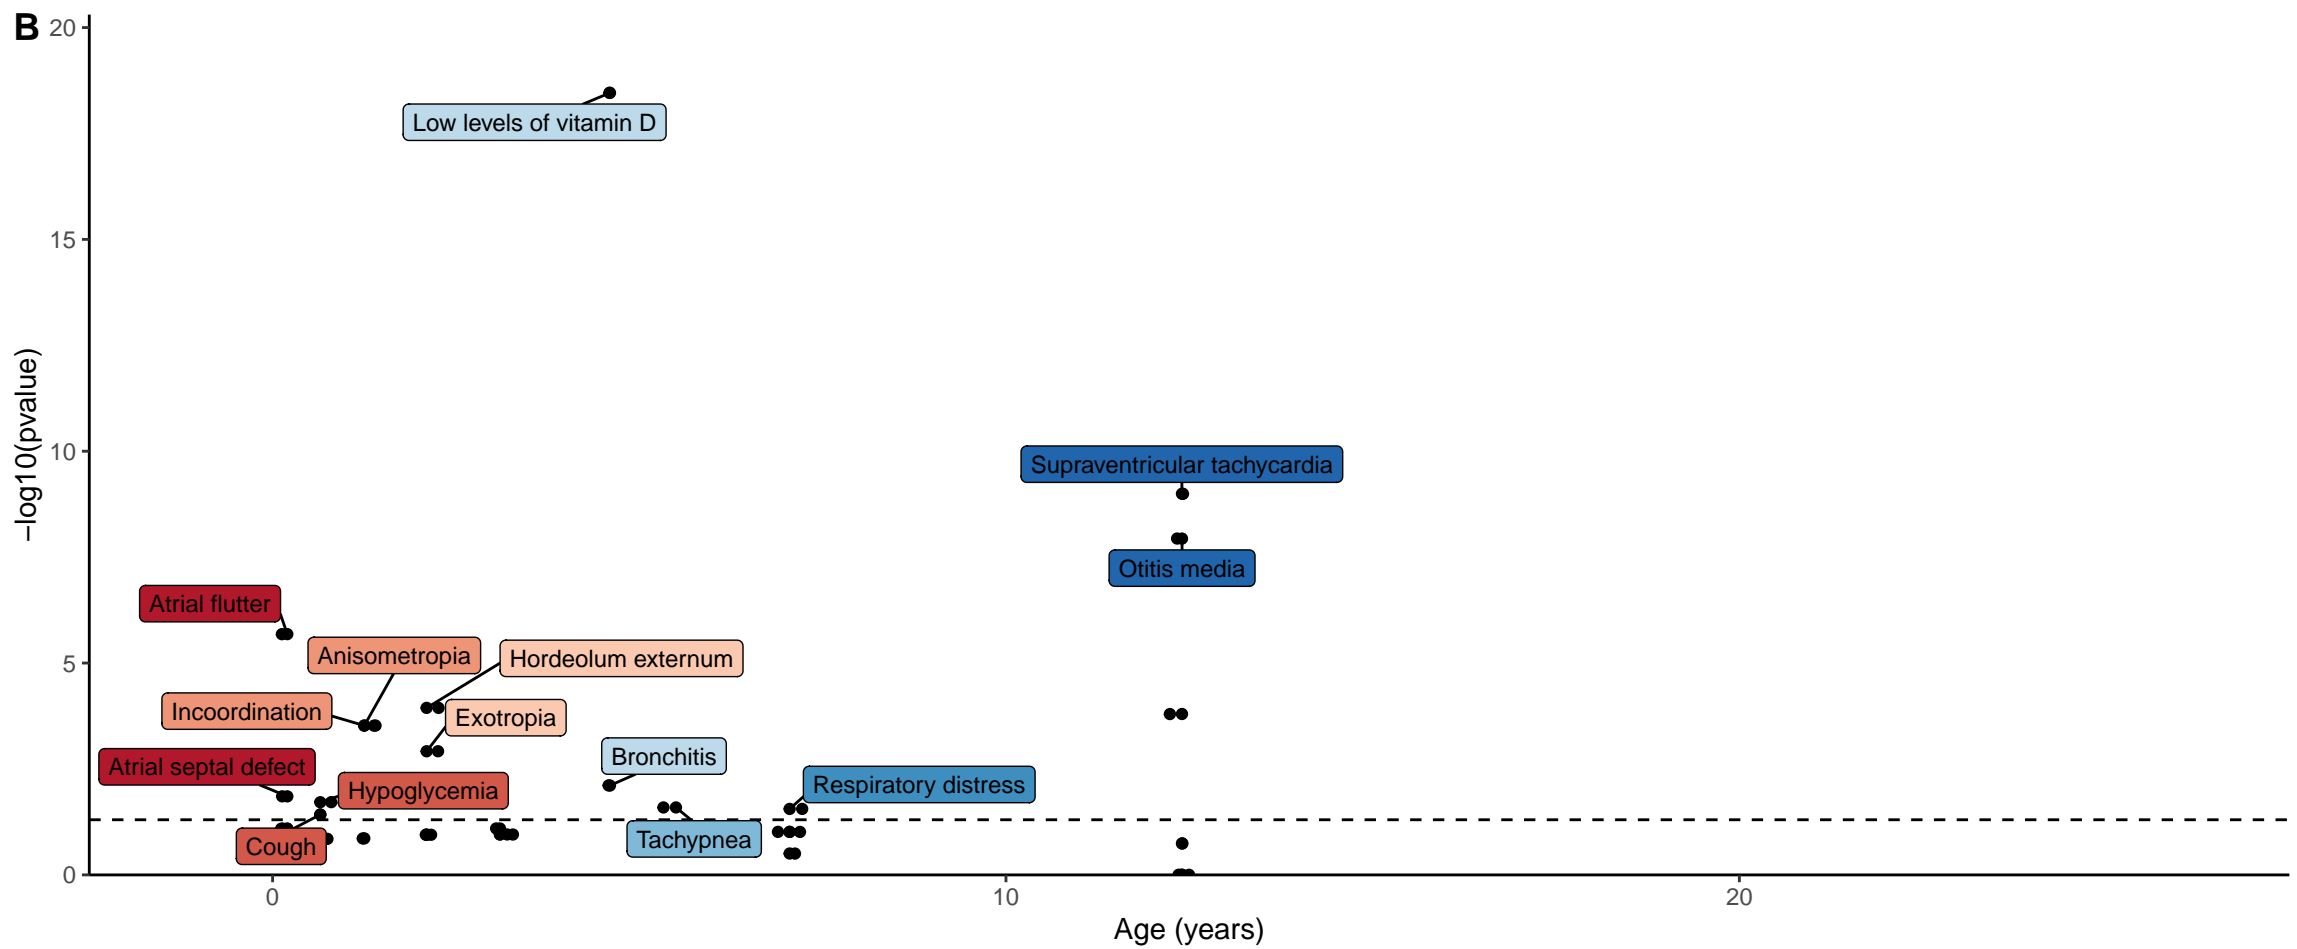 B
20
Low levels of vitamin D
15
10
Supraventricular tachycardia
Otitis media
Atrial flutter
Anisometropia
Hordeolum externum
5
Incoordination
Exotropia
Bronchitis
Atrial septal defect
Respiratory distress
Hypoglycemia
Tachypnea
Cough
0
−log10(pvalue)
0
10
20
Age (years)